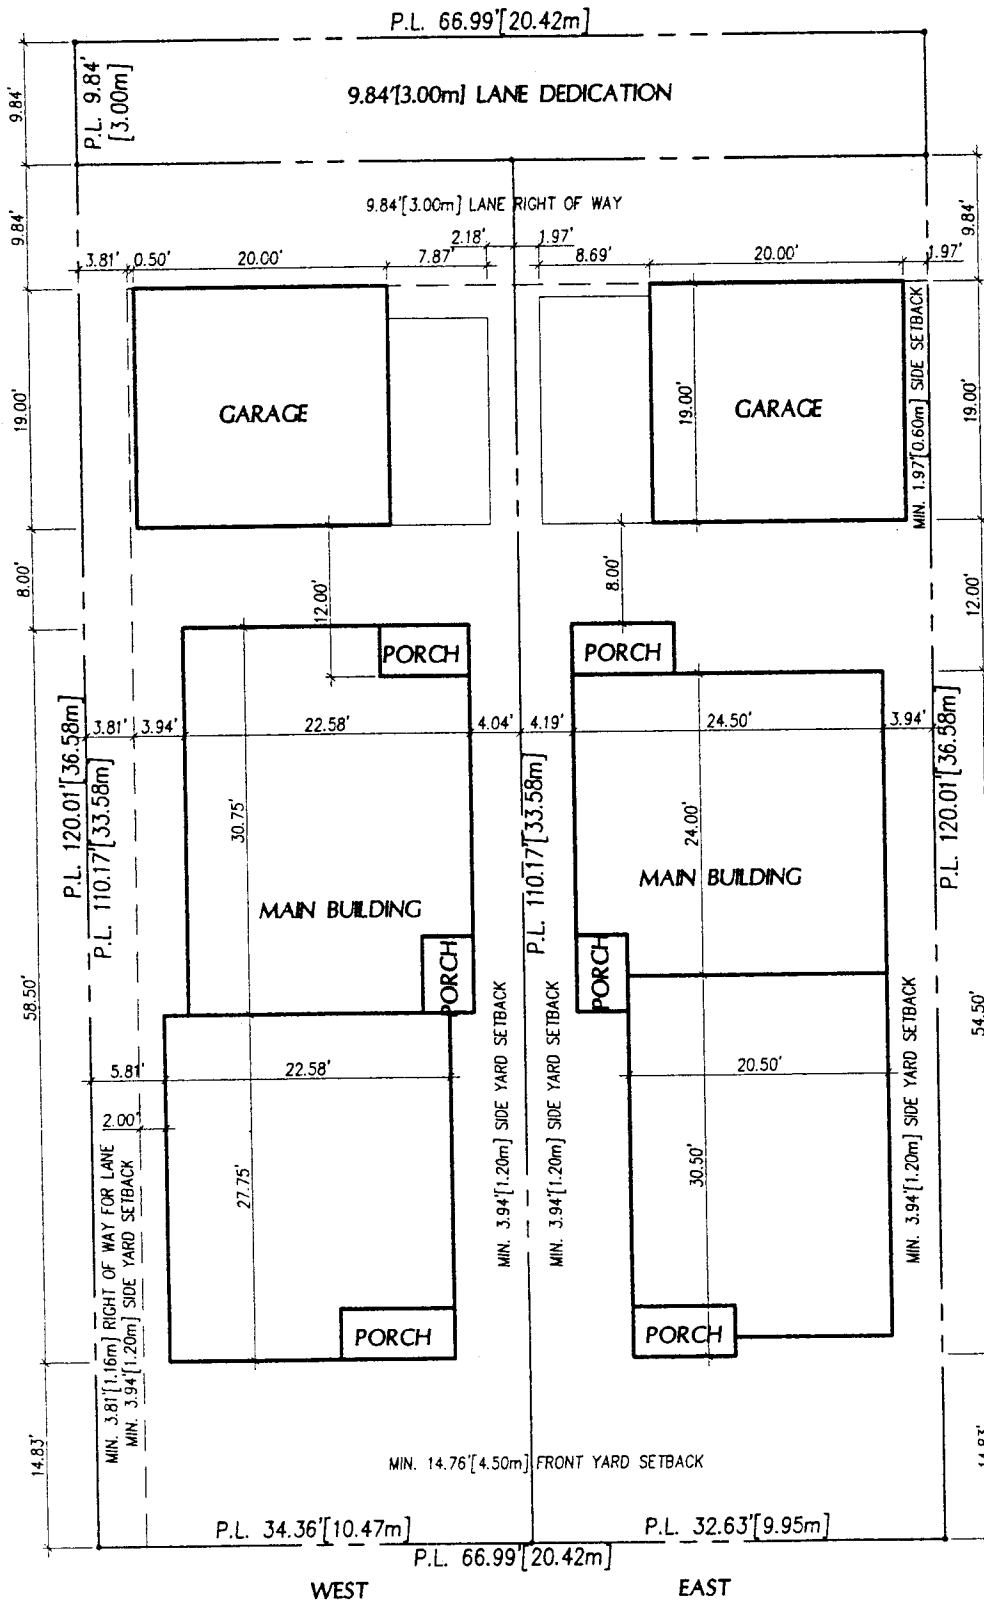 P.L. 66.99'[20.42m]
9.84'
P.L. 9.84'
[3.00m]
9.84'[3.00m] LANE DEDICATION
9.84'
9.84'[3.00m] LANE RIGHT OF WAY
9.84'
3.81'
0.50'
20.00'
2.18'
7.87'
1.97'
8.69'
20.00'
1.97'
19.00'
GARAGE
19.00'
GARAGE
MIN. 1.97'[0.60m] SIDE SETBACK
19.00'
8.00'
12.00'
8.00'
12.00'
PORCH
PORCH
3.81'
3.94'
22.58'
4.04'
4.19'
24.50'
3.94'
P.L. 120.01'[36.58m]
P.L. 110.17'[33.58m]
30.75'
P.L. 110.17'[33.58m]
24.00'
P.L. 120.01'[36.58m]
MAIN BUILDING
MAIN BUILDING
PORCH
PORCH
58.50'
54.50'
5.81'
22.58'
20.50'
2.00'
MIN. 3.81'[1.16m] RIGHT OF WAY FOR LANE
MIN. 3.94'[1.20m] SIDE YARD SETBACK
27.75'
MIN. 3.94'[1.20m] SIDE YARD SETBACK
MIN. 3.94'[1.20m] SIDE YARD SETBACK
30.50'
MIN. 3.94'[1.20m] SIDE YARD SETBACK
PORCH
PORCH
14.83'
MIN. 14.76'[4.50m] FRONT YARD SETBACK
14.83'
P.L. 34.36'[10.47m]
P.L. 32.63'[9.95m]
P.L. 66.99'[20.42m]
WEST
EAST